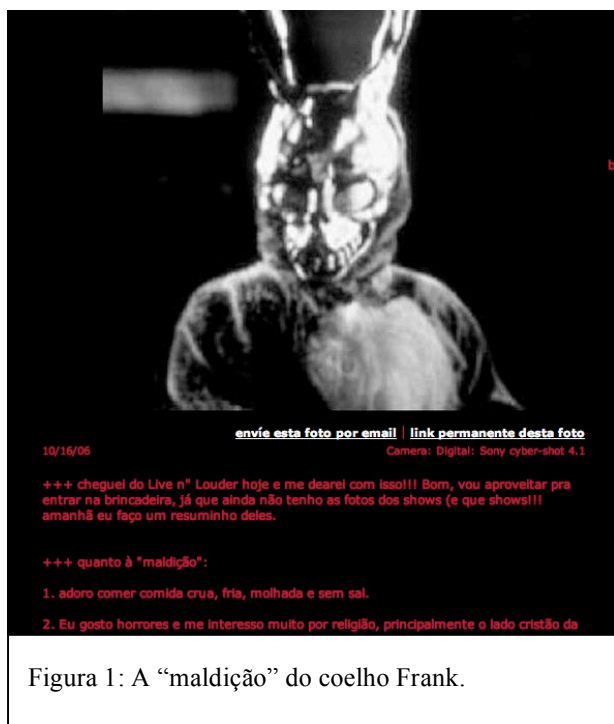 b
envíe esta foto por email | link permanente desta foto
10/16/06 Camera: Digital: Sony cyber-shot 4.1
+++ cheguei do Live n" Louder hoje e me dearei com isso!!! Bom, vou aproveitar pra
entrar na brincadeira, já que ainda não tenho as fotos dos shows (e que shows!!!
amanhã eu faço um resuminho deles.
+++ quanto à "maldição":
1. adoro comer comida crua, fria, molhada e sem sal.
2. Eu gosto horrores e me interesso muito por religião, principalmente o lado cristão da
Figura 1: A “maldição” do coelho Frank.